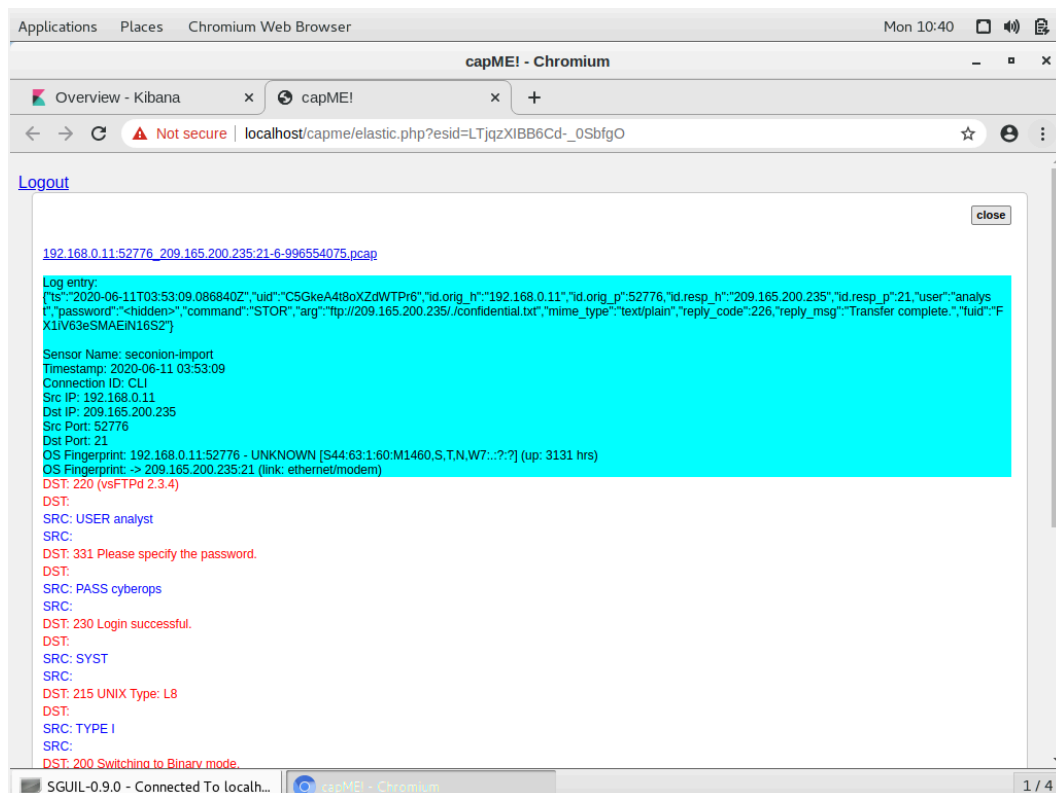 Applications Places Chromium Web Browser Mon 10:40
capME! - Chromium
Overview - Kibana × capME! × +
Not secure | localhost/capme/elastic.php?esid=LTjqzXIBB6Cd-_0SbfgO
Logout
close
192.168.0.11:52776_209.165.200.235:21-6-996554075.pcap
Log entry:
{"ts":"2020-06-11T03:53:09.086840Z","uid":"C5GkeA4t8oXZdWTPr6","id.orig_h":"192.168.0.11","id.orig_p":52776,"id.resp_h":"209.165.200.235","id.resp_p":21,"user":"analys
t","password":"<hidden>","command":"STOR","arg":"ftp://209.165.200.235/./confidential.txt","mime_type":"text/plain","reply_code":226,"reply_msg":"Transfer complete.","fuid":"F
X1iV63eSMAEiN16S2"}
Sensor Name: seconion-import
Timestamp: 2020-06-11 03:53:09
Connection ID: CLI
Src IP: 192.168.0.11
Dst IP: 209.165.200.235
Src Port: 52776
Dst Port: 21
OS Fingerprint: 192.168.0.11:52776 - UNKNOWN [S44:63:1:60:M1460,S,T,N,W7:.:?:?] (up: 3131 hrs)
OS Fingerprint: -> 209.165.200.235:21 (link: ethernet/modem)
DST: 220 (vsFTPd 2.3.4)
DST:
SRC: USER analyst
SRC:
DST: 331 Please specify the password.
DST:
SRC: PASS cyberops
SRC:
DST: 230 Login successful.
DST:
SRC: SYST
SRC:
DST: 215 UNIX Type: L8
DST:
SRC: TYPE I
SRC:
DST: 200 Switching to Binary mode.
SGUIL-0.9.0 - Connected To localh... capME! - Chromium 1 / 4